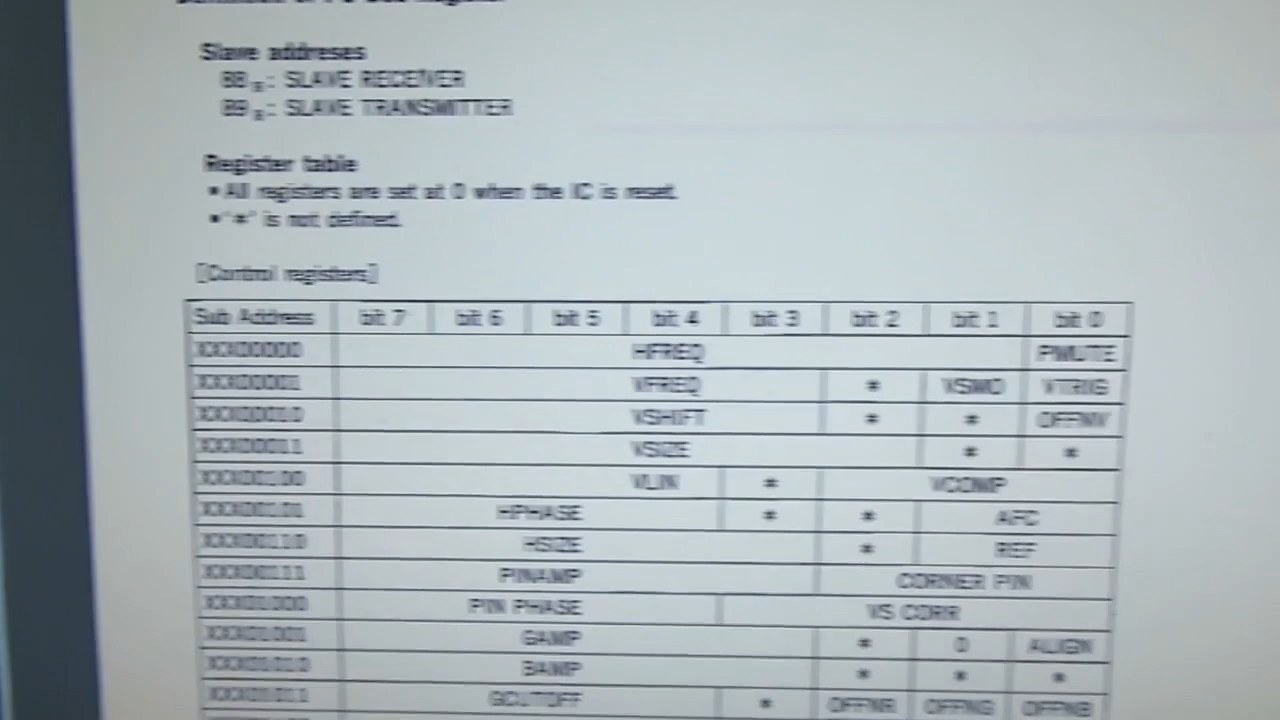 Slave addreses
88 H : SLAVE RECEIVER
89 H : SLAVE TRANSMITTER
Register table
• All registers are set at 0 when the IC is reset.
• "*" is not defined.
[Control registers]
Sub Address bit 7 bit 6 bit 5 bit 4 bit 3 bit 2 bit 1 bit 0
XXX00000 HFREQ PMUTE
XXX00001 VFREQ * VSMO VTRIG
XXX00010 VSHIFT * * OFFMV
XXX00011 VSIZE * *
XXX00100 VLIN * VCOMP
XXX00101 HPHASE * * AFC
XXX00110 HSIZE * REF
XXX00111 PINAMP CORNER PIN
XXX01000 PIN PHASE VS CORR
XXX01001 GAMP * 0 ALIGN
XXX01010 BAMP * * *
XXX01011 GCUTOFF * OFFNR OFFNG OFFNB